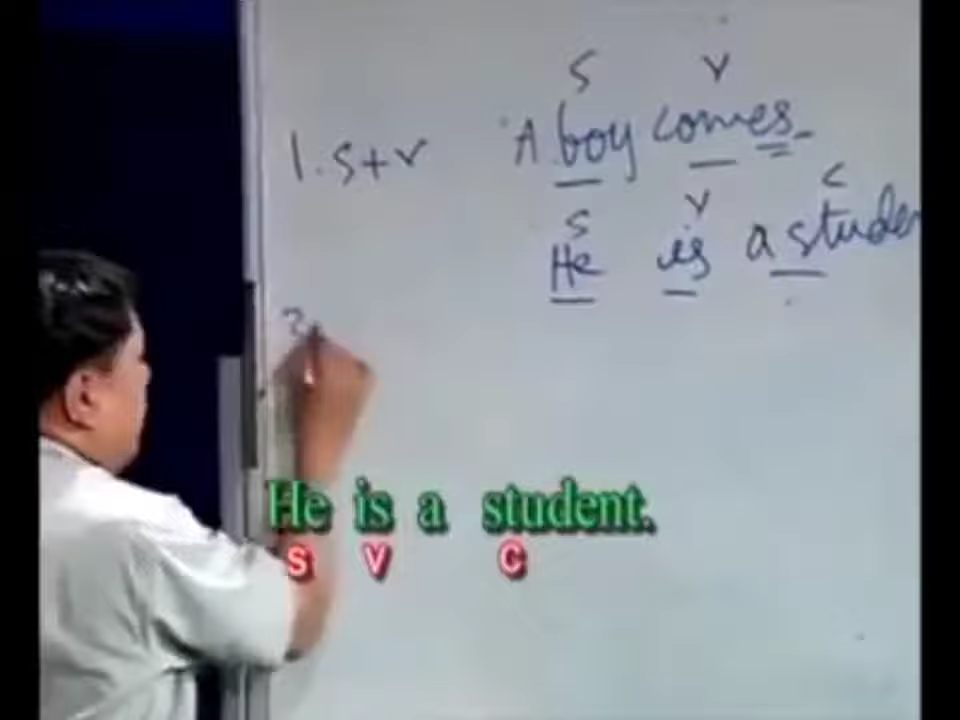 S V
1. S + V A boy comes.
S V C
He is a studen
He is a student.
S V C